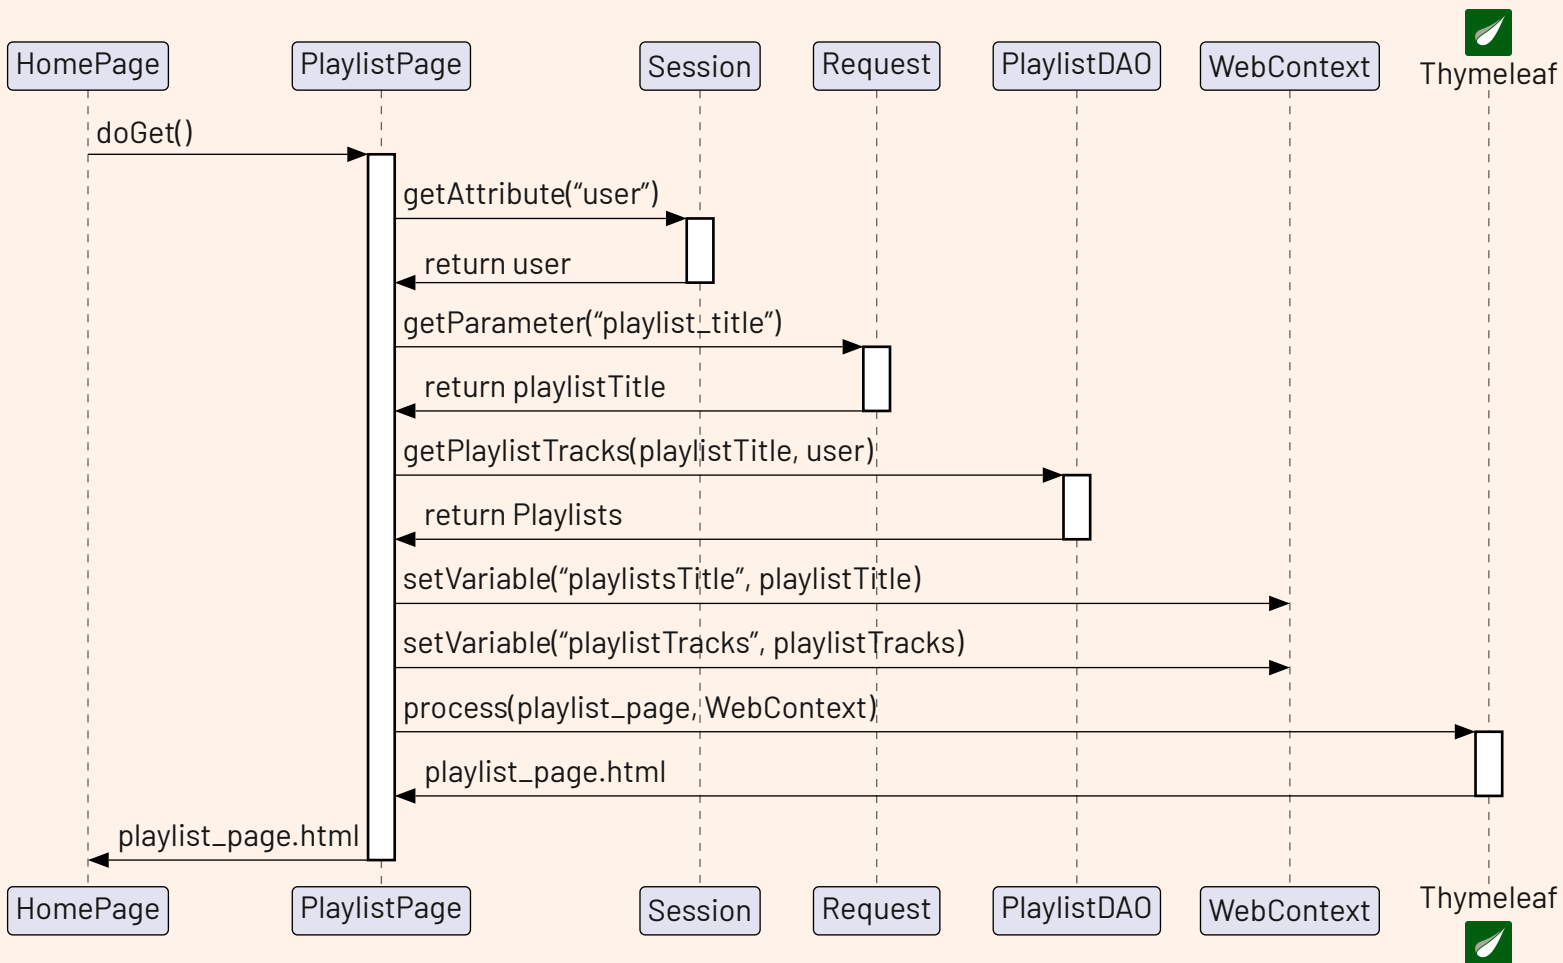 HomePage
PlaylistPage
Session
Request
PlaylistDAO
WebContext
Thymeleaf
doGet()
getAttribute(“user”)
return user
getParameter(“playlist_title”)
return playlistTitle
getPlaylistTracks(playlistTitle, user)
return Playlists
setVariable(“playlistsTitle”, playlistTitle)
setVariable(“playlistTracks”, playlistTracks)
process(playlist_page, WebContext)
playlist_page.html
playlist_page.html
HomePage
PlaylistPage
Session
Request
PlaylistDAO
WebContext
Thymeleaf